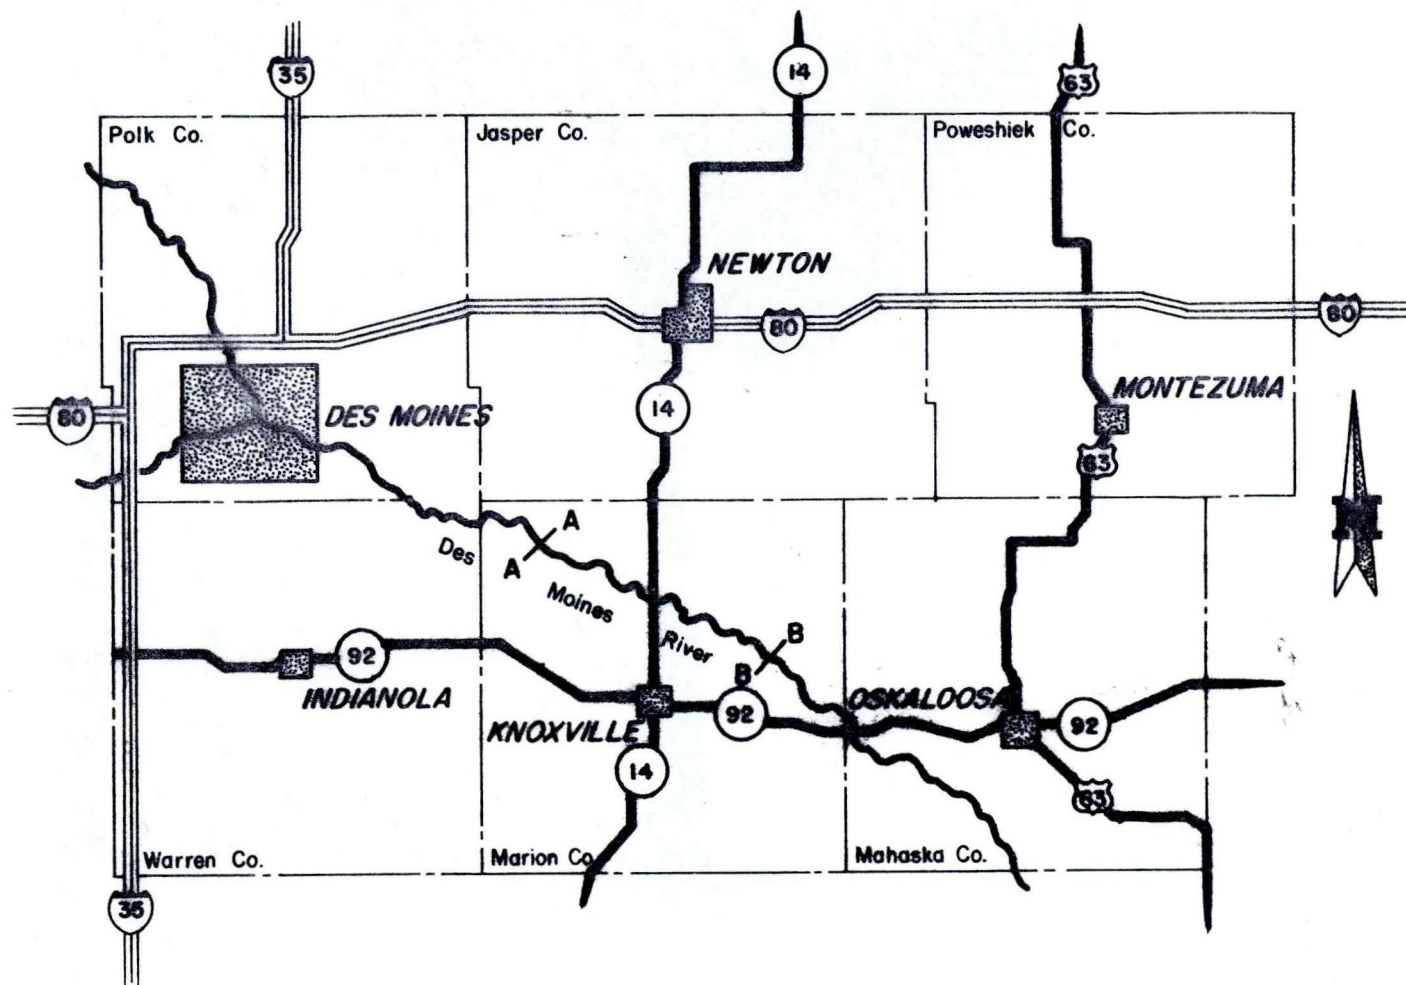 35
14
63
Polk Co.
Jasper Co.
Poweshiek Co.
NEWTON
80
80
80
DES MOINES
14
MONTEZUMA
63
A
A
Des
Moines
River
B
B
92
INDIANOLA
KNOXVILLE
92
OSKALOOSA
92
14
63
Warren Co.
Marion Co.
Mahaska Co.
35